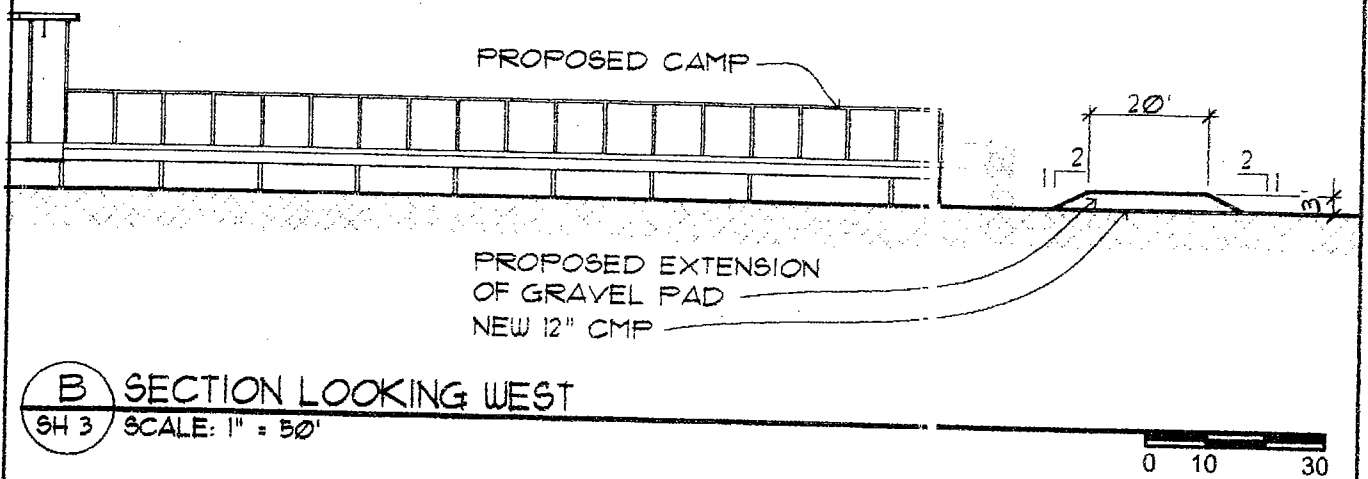 PROPOSED CAMP
20'
2
1
2
1
3'
PROPOSED EXTENSION
OF GRAVEL PAD
NEW 12" CMP
B
SH 3
SECTION LOOKING WEST
SCALE: 1" = 50'
0 10 30